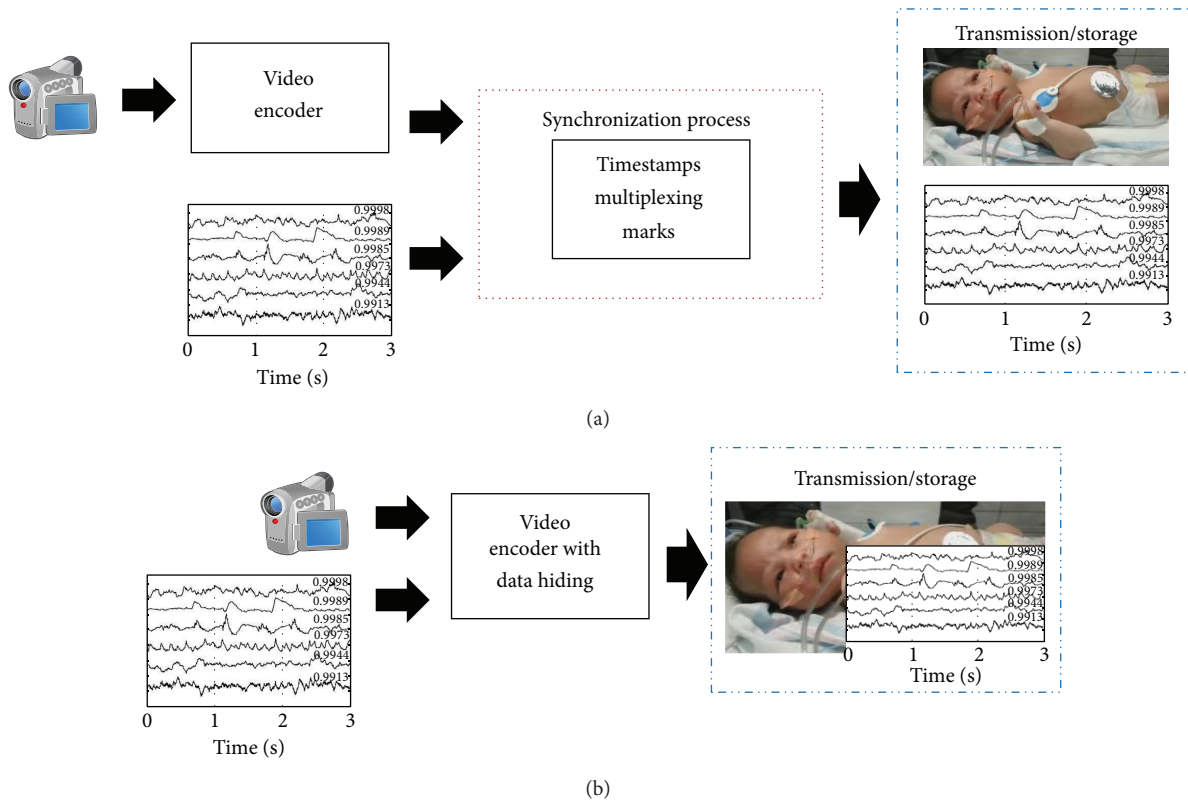 Transmission/storage
Video
encoder
Synchronization process
Timestamps
multiplexing
marks
0.9998
0.9989
0.9985
0.9973
0.9944
0.9913
0 1 2 3
Time (s)
0.9998
0.9989
0.9985
0.9973
0.9944
0.9913
0 1 2 3
Time (s)
(a)
Transmission/storage
Video
encoder with
data hiding
0.9998
0.9989
0.9985
0.9973
0.9944
0.9913
0 1 2 3
Time (s)
0.9998
0.9989
0.9985
0.9973
0.9944
0.9913
0 1 2 3
Time (s)
(b)